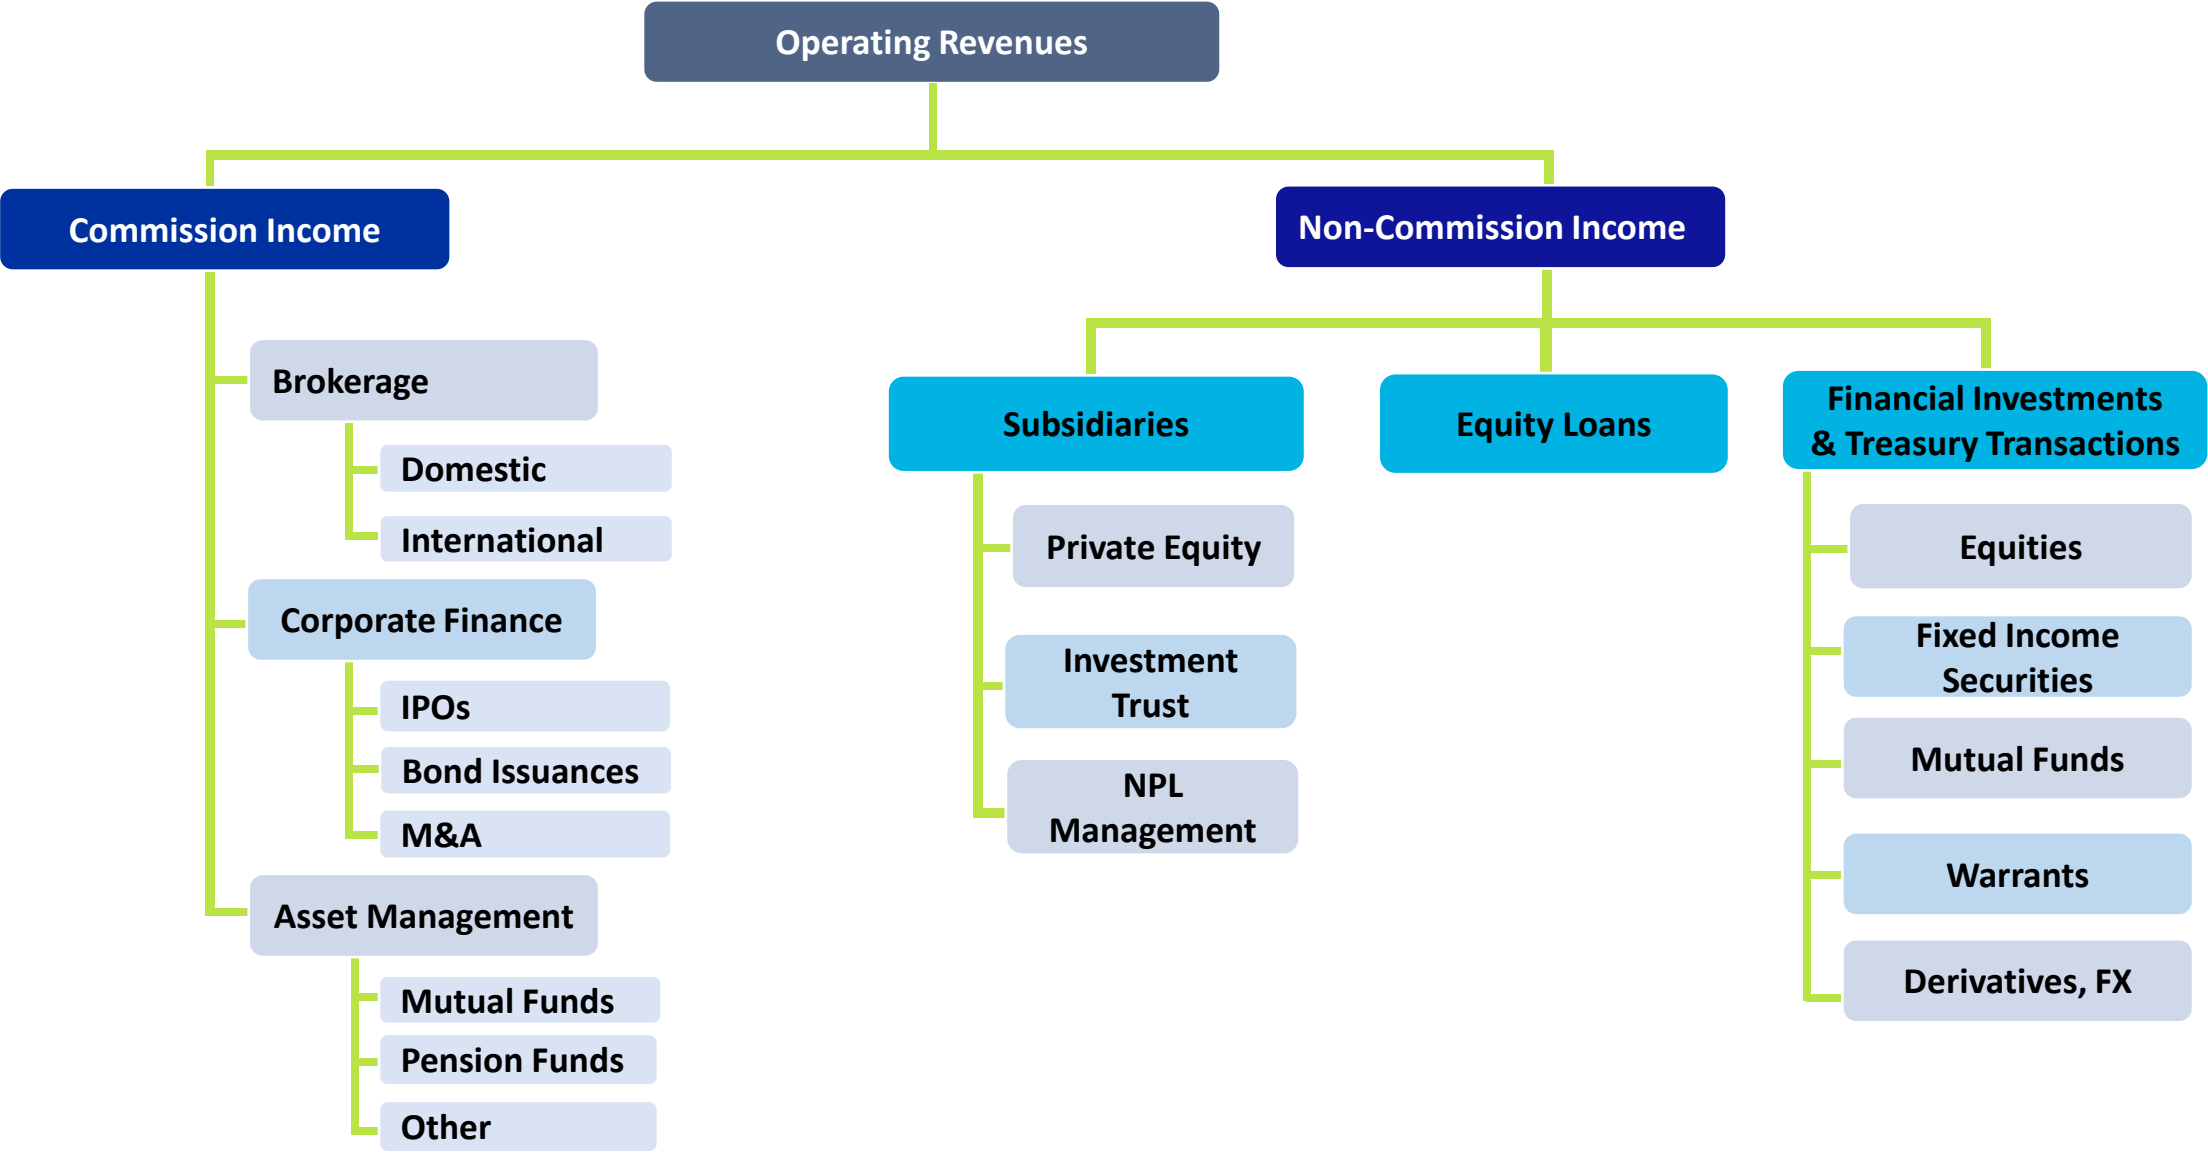 Operating Revenues
Commission Income
Non-Commission Income
Brokerage
Domestic
International
Corporate Finance
IPOs
Bond Issuances
M&A
Asset Management
Mutual Funds
Pension Funds
Other
Subsidiaries
Private Equity
Investment
Trust
NPL
Management
Equity Loans
Financial Investments
& Treasury Transactions
Equities
Fixed Income
Securities
Mutual Funds
Warrants
Derivatives, FX